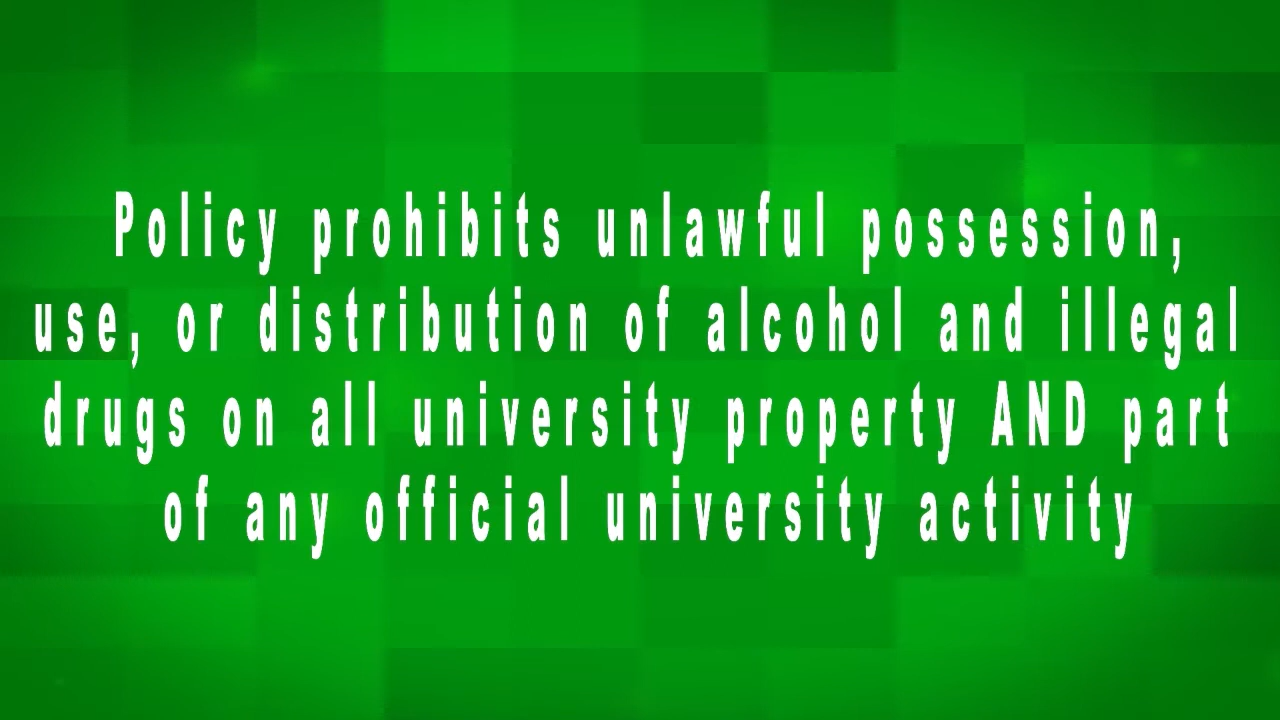 Policy prohibits unlawful possession,
use, or distribution of alcohol and illegal
drugs on all university property AND part
of any official university activity